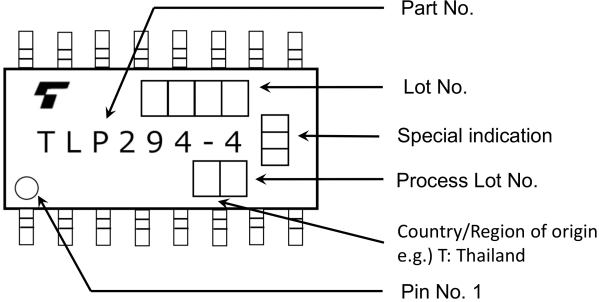 Part No.
Lot No.
TLP294-4
Special indication
Process Lot No.
Country/Region of origin
e.g.) T: Thailand
Pin No. 1